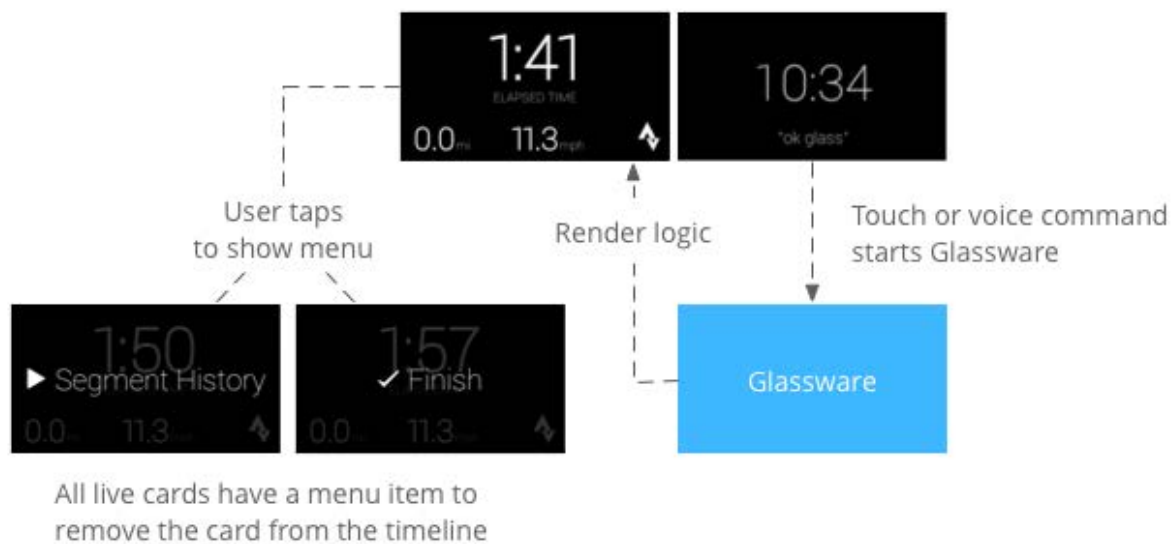 1:41
ELAPSED TIME
0.0mi 11.3mph
10:34
"ok glass"
User taps
to show menu
Render logic
Touch or voice command
starts Glassware
1:50
Segment History
0.0 11.3
1:57
Finish
0.0 11.3
Glassware
All live cards have a menu item to
remove the card from the timeline